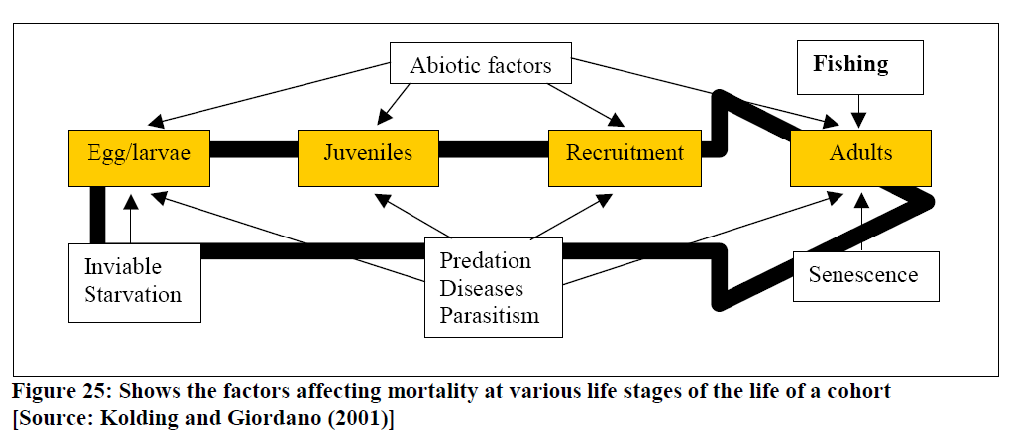 Abiotic factors
Fishing
Egg/larvae
Juveniles
Recruitment
Adults
Inviable
Starvation
Predation
Diseases
Parasitism
Senescence
Figure 25: Shows the factors affecting mortality at various life stages of the life of a cohort
[Source: Kolding and Giordano (2001)]